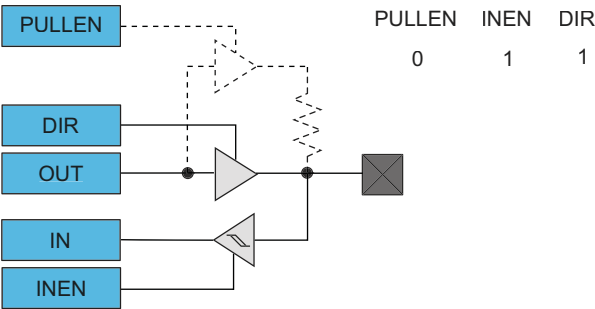 PULLEN
PULLEN INEN DIR
0 1 1
DIR
OUT
IN
INEN